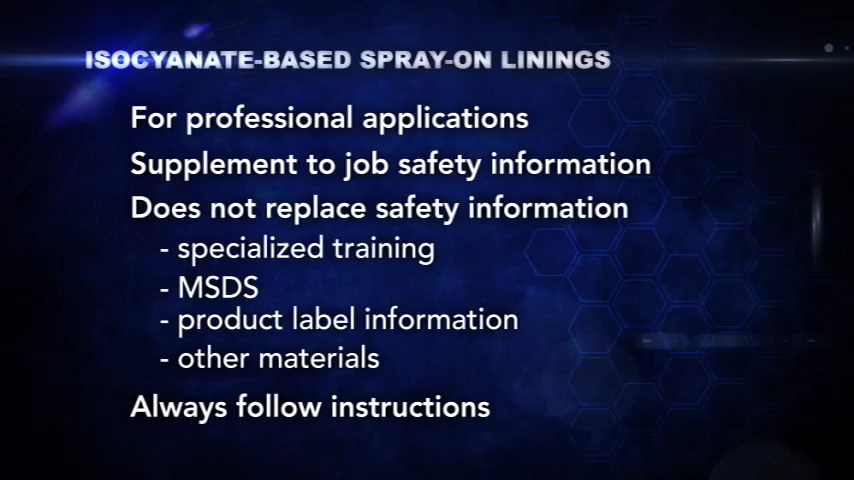 ISOCYANATE-BASED SPRAY-ON LININGS
For professional applications
Supplement to job safety information
Does not replace safety information
- specialized training
- MSDS
- product label information
- other materials
Always follow instructions